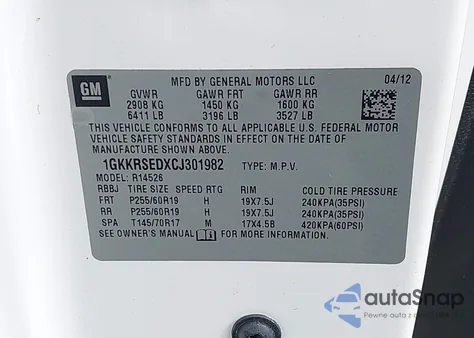 GM
MFD BY GENERAL MOTORS LLC 04/12
GVWR GAWR FRT GAWR RR
2908 KG 1450 KG 1600 KG
6411 LB 3196 LB 3527 LB
THIS VEHICLE CONFORMS TO ALL APPLICABLE U.S. FEDERAL MOTOR
VEHICLE SAFETY STANDARDS IN EFFECT ON THE DATE OF
MANUFACTURE SHOWN ABOVE.
1GKKRSEDXCJ301982 TYPE: M.P.V.
MODEL: R14526
RBBJ TIRE SIZE SPEED RTG RIM COLD TIRE PRESSURE
FRT P255/60R19 H 19X7.5J 240KPA(35PSI)
RR P255/60R19 H 19X7.5J 240KPA(35PSI)
SPA T145/70R17 M 17X4.5B 420KPA(60PSI)
SEE OWNER'S MANUAL FOR MORE INFORMATION.
autoSnap
Pewne auto z